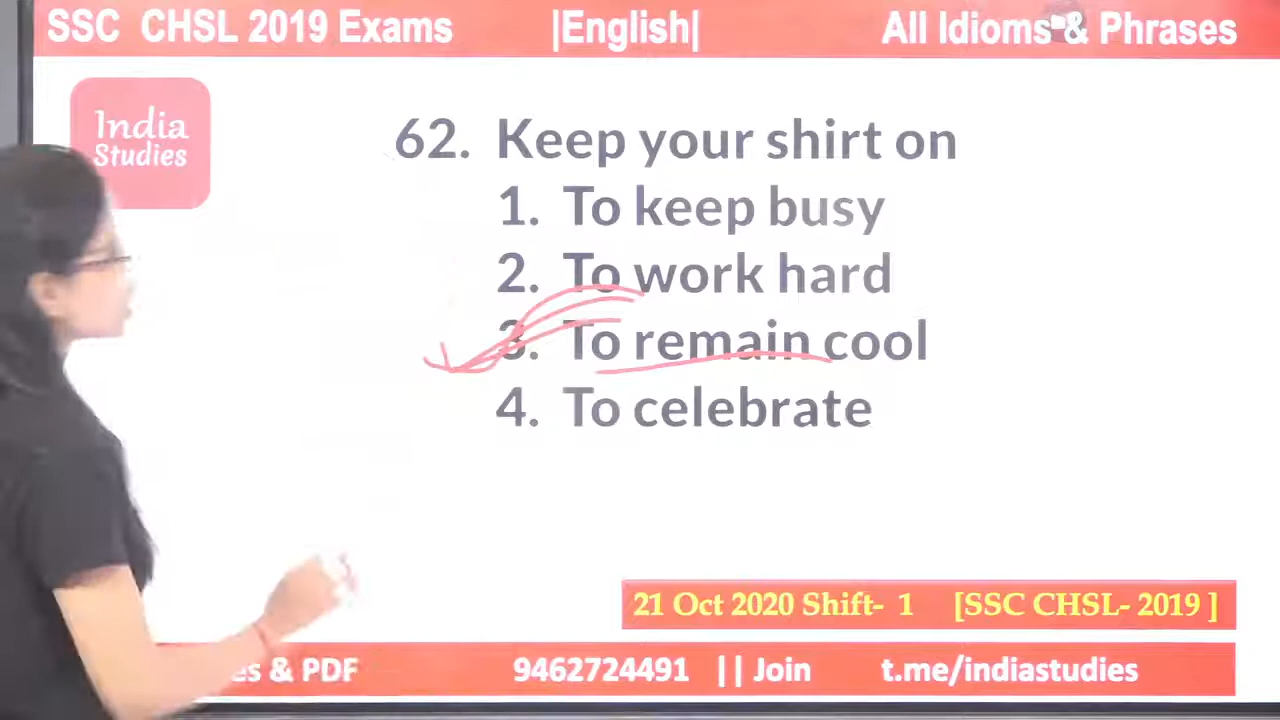 SSC CHSL 2019 Exams |English| All Idioms & Phrases
India
Studies
62. Keep your shirt on
1. To keep busy
2. To work hard
3. To remain cool
4. To celebrate
21 Oct 2020 Shift- 1 [SSC CHSL- 2019 ]
& PDF 9462724491 || Join t.me/indiastudies